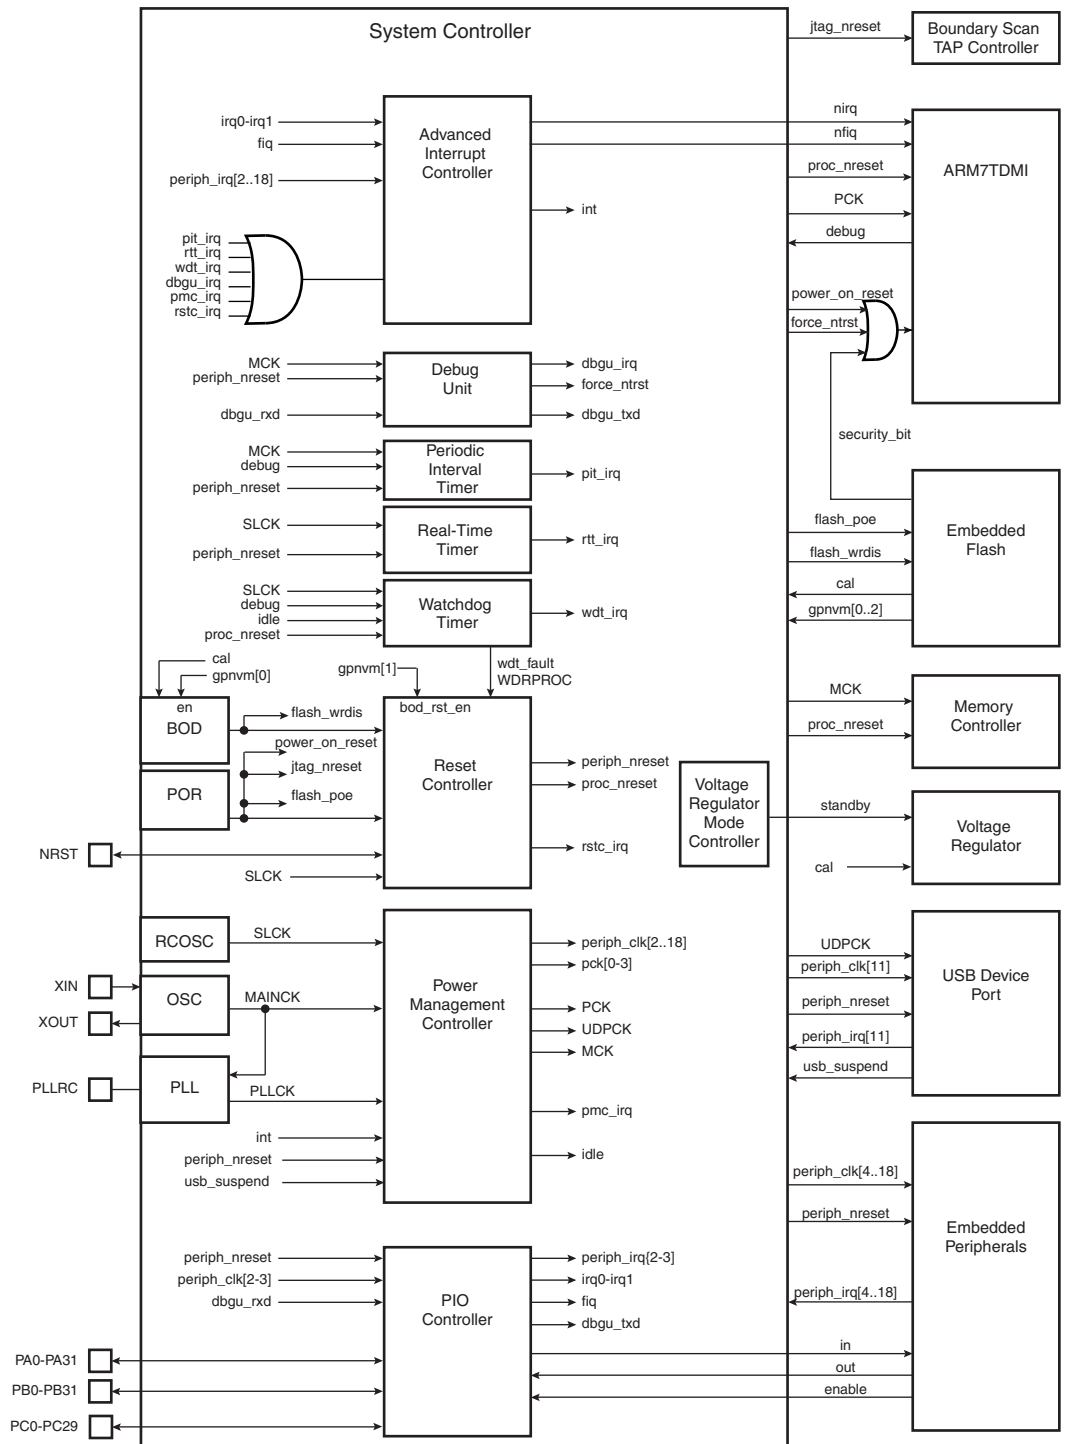 System Controller
jtag_nreset
Boundary Scan
TAP Controller
irq0-irq1
fiq
periph_irq[2..18]
Advanced
Interrupt
Controller
int
nirq
nfiq
proc_nreset
PCK
debug
ARM7TDMI
pit_irq
rtt_irq
wdt_irq
dbgu_irq
pmc_irq
rstc_irq
power_on_reset
force_ntrst
security_bit
MCK
periph_nreset
dbgu_rxd
Debug
Unit
dbgu_irq
force_ntrst
dbgu_txd
MCK
debug
periph_nreset
Periodic
Interval
Timer
pit_irq
SLCK
periph_nreset
Real-Time
Timer
rtt_irq
flash_poe
flash_wrdis
cal
gpnvm[0..2]
Embedded
Flash
SLCK
debug
idle
proc_nreset
Watchdog
Timer
wdt_irq
cal
gpnvm[0]
en
BOD
gpnvm[1]
wdt_fault
WDRPROC
bod_rst_en
flash_wrdis
power_on_reset
jtag_nreset
flash_poe
POR
Reset
Controller
periph_nreset
proc_nreset
rstc_irq
NRST
SLCK
MCK
proc_nreset
Memory
Controller
Voltage
Regulator
Mode
Controller
standby
cal
Voltage
Regulator
RCOSC
SLCK
XIN
XOUT
OSC
MAINCK
PLLRC
PLL
PLLCK
int
periph_nreset
usb_suspend
Power
Management
Controller
periph_clk[2..18]
pck[0-3]
PCK
UDPCK
MCK
pmc_irq
idle
UDPCK
periph_clk[11]
periph_nreset
periph_irq[11]
usb_suspend
USB Device
Port
periph_nreset
periph_clk[2-3]
dbgu_rxd
PIO
Controller
periph_irq{2-3]
irq0-irq1
fiq
dbgu_txd
PA0-PA31
PB0-PB31
PC0-PC29
periph_clk[4..18]
periph_nreset
periph_irq[4..18]
in
out
enable
Embedded
Peripherals